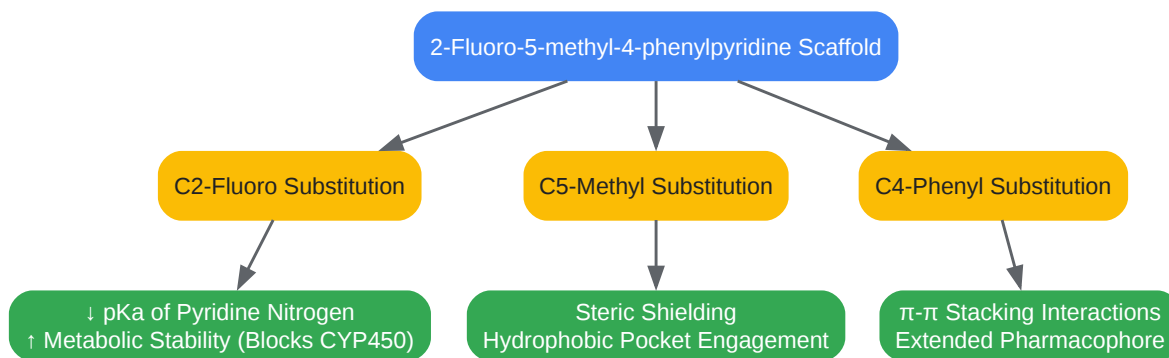 2-Fluoro-5-methyl-4-phenylpyridine Scaffold
C2-Fluoro Substitution
C5-Methyl Substitution
C4-Phenyl Substitution
↓ pKa of Pyridine Nitrogen
↑ Metabolic Stability (Blocks CYP450)
Steric Shielding
Hydrophobic Pocket Engagement
π-π Stacking Interactions
Extended Pharmacophore